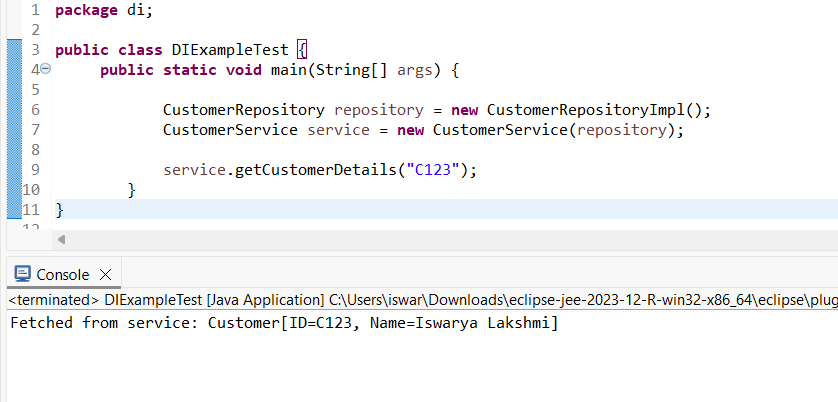 1 package di;
2
3 public class DIExampleTest {
4 public static void main(String[] args) {
5
6 CustomerRepository repository = new CustomerRepositoryImpl();
7 CustomerService service = new CustomerService(repository);
8
9 service.getCustomerDetails("C123");
10 }
11 }
12
Console
<terminated> DIExampleTest [Java Application] C:\Users\iswar\Downloads\eclipse-jee-2023-12-R-win32-x86_64\eclipse\plug
Fetched from service: Customer[ID=C123, Name=Iswarya Lakshmi]